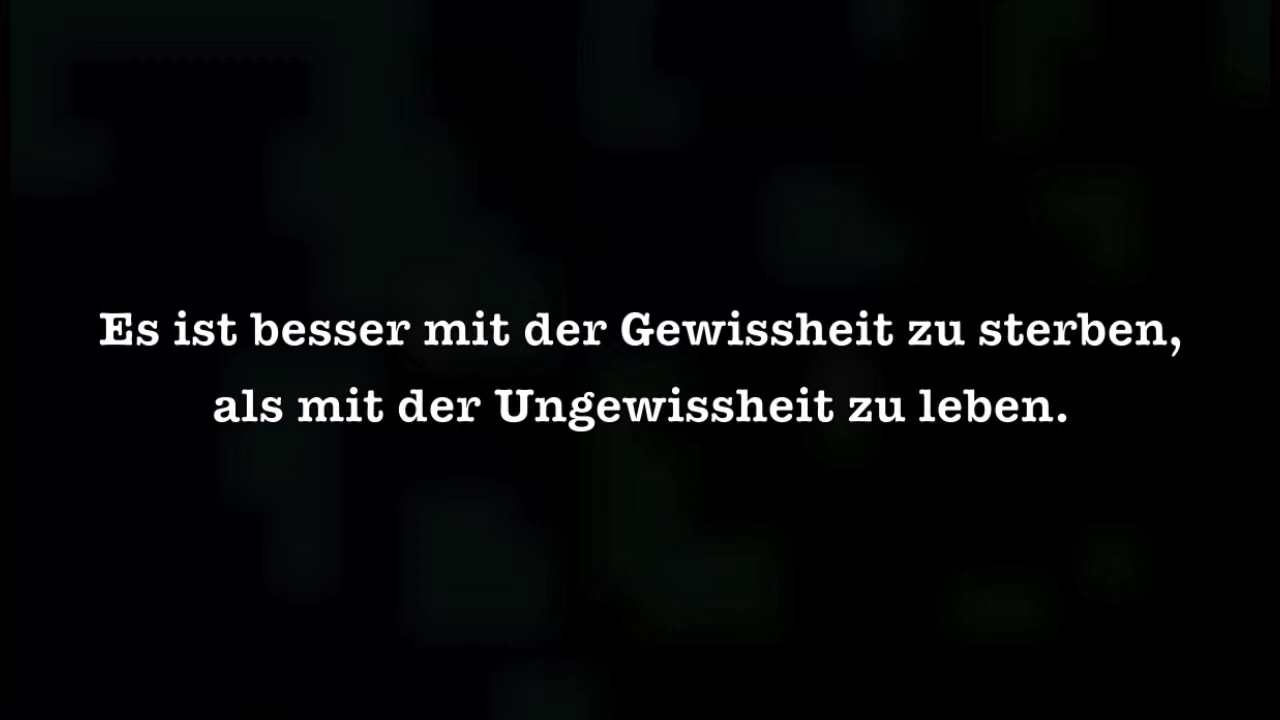 Es ist besser mit der Gewissheit zu sterben,
als mit der Ungewissheit zu leben.